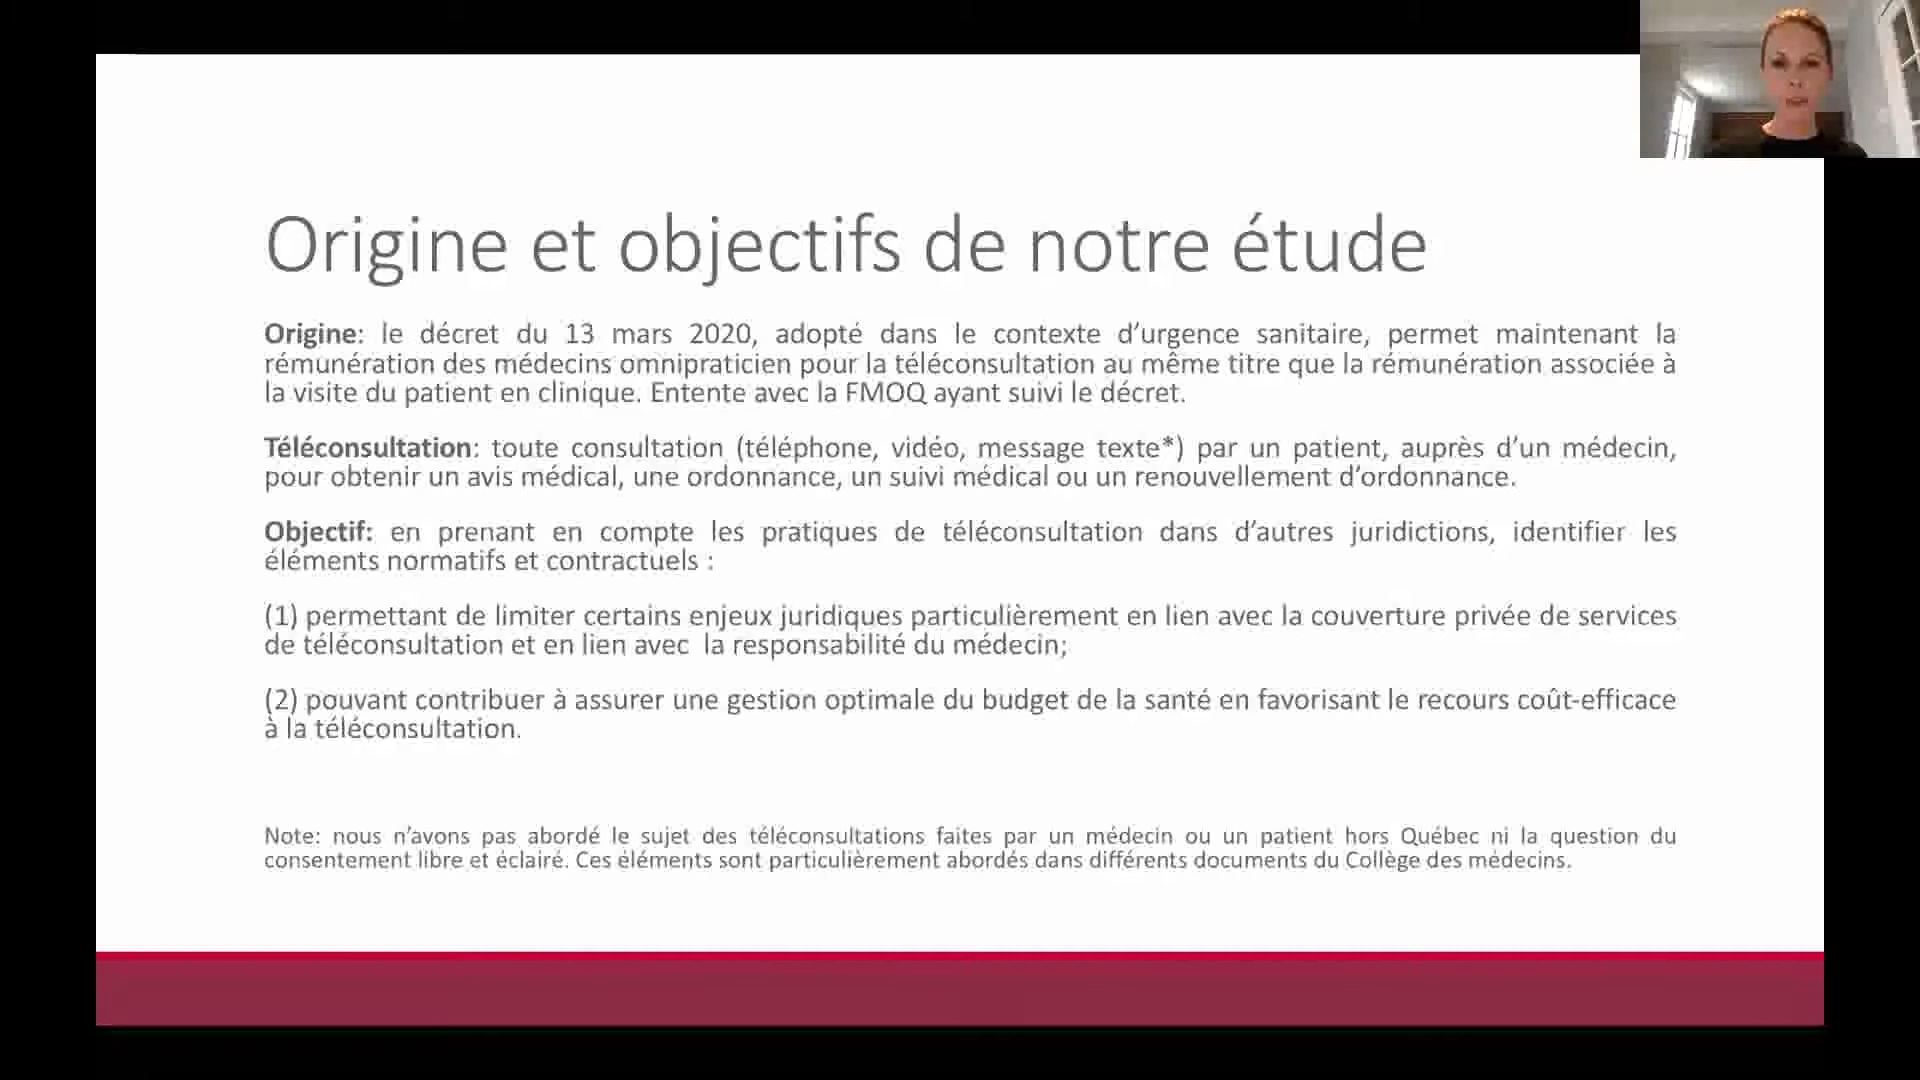 Origine et objectifs de notre étude
Origine: le décret du 13 mars 2020, adopté dans le contexte d’urgence sanitaire, permet maintenant la
rémunération des médecins omnipraticien pour la téléconsultation au même titre que la rémunération associée à
la visite du patient en clinique. Entente avec la FMOQ ayant suivi le décret.
Téléconsultation: toute consultation (téléphone, vidéo, message texte*) par un patient, auprès d’un médecin,
pour obtenir un avis médical, une ordonnance, un suivi médical ou un renouvellement d’ordonnance.
Objectif: en prenant en compte les pratiques de téléconsultation dans d’autres juridictions, identifier les
éléments normatifs et contractuels :
(1) permettant de limiter certains enjeux juridiques particulièrement en lien avec la couverture privée de services
de téléconsultation et en lien avec la responsabilité du médecin;
(2) pouvant contribuer à assurer une gestion optimale du budget de la santé en favorisant le recours coût-efficace
à la téléconsultation.
Note: nous n’avons pas abordé le sujet des téléconsultations faites par un médecin ou un patient hors Québec ni la question du
consentement libre et éclairé. Ces éléments sont particulièrement abordés dans différents documents du Collège des médecins.